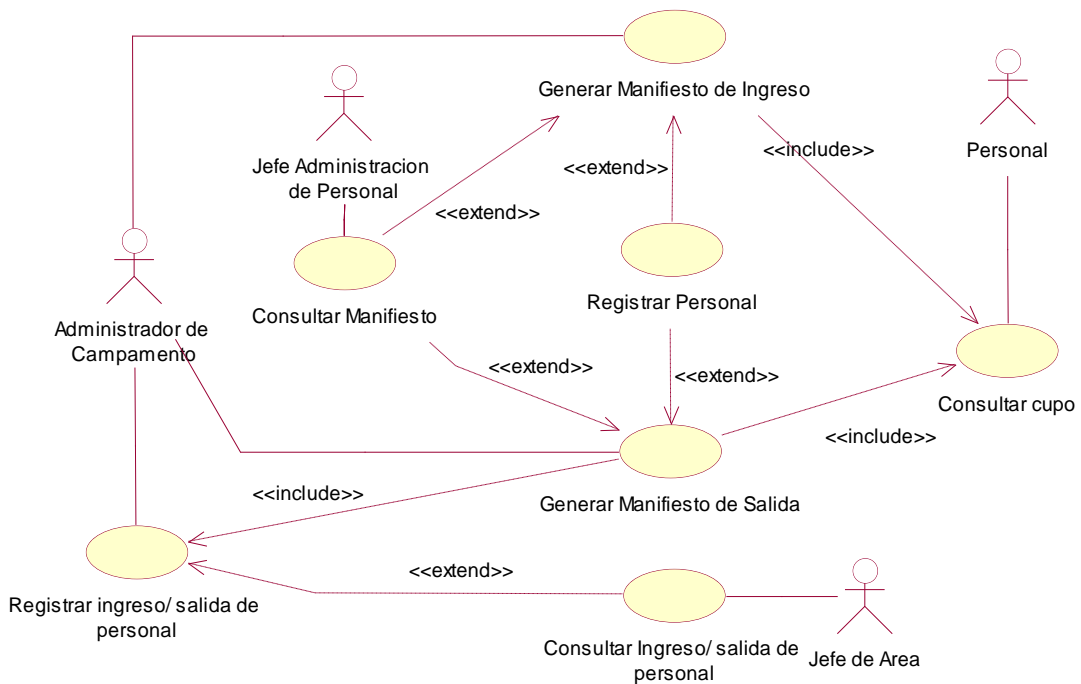 Generar Manifiesto de Ingreso
Jefe Administracion
de Personal
<<extend>>
<<include>>
Personal
<<extend>>
Consultar Manifiesto
Registrar Personal
Administrador de
Campamento
<<extend>>
<<extend>>
Consultar cupo
<<include>>
Generar Manifiesto de Salida
<<include>>
<<extend>>
Registrar ingreso/ salida de
personal
Consultar Ingreso/ salida de
personal
Jefe de Area